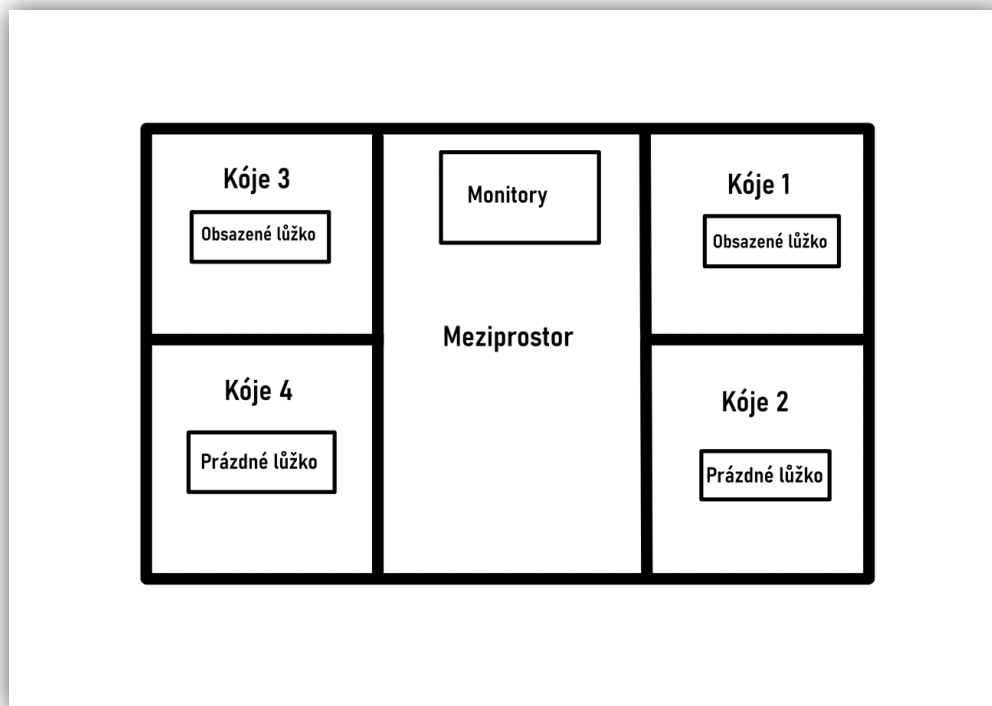 Kóje 3
Obsazené lůžko
Monitory
Kóje 1
Obsazené lůžko
Meziprostor
Kóje 4
Prázdné lůžko
Kóje 2
Prázdné lůžko